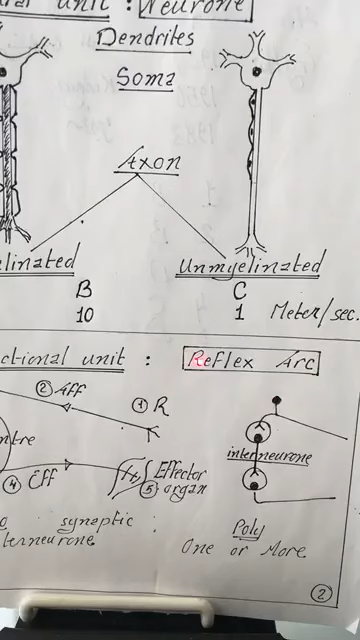 ral unit : Neurone
Dendrites
Soma
Axon
elinated Unmyelinated
B C
10 1 Meter/sec.
ctional unit : Reflex Arc
② Aff
① R
ntre
interneurone
④ Eff
Effector
⑤ organ
o synaptic :
terneurone
Poly
One or More
②